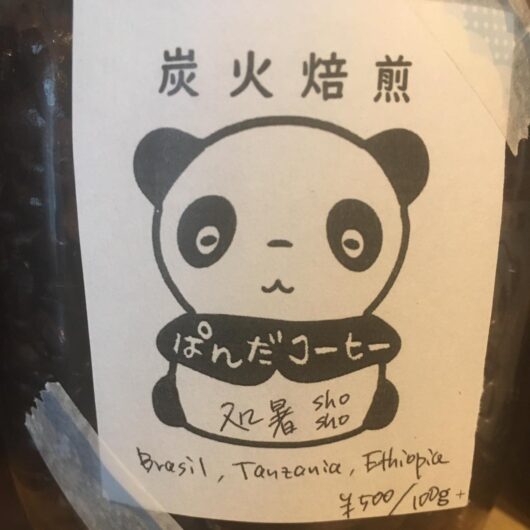 炭火焙煎
ぱんだコーヒー
処暑 sho
sho
Brasil, Tanzania, Ethiopia
¥500/100g +